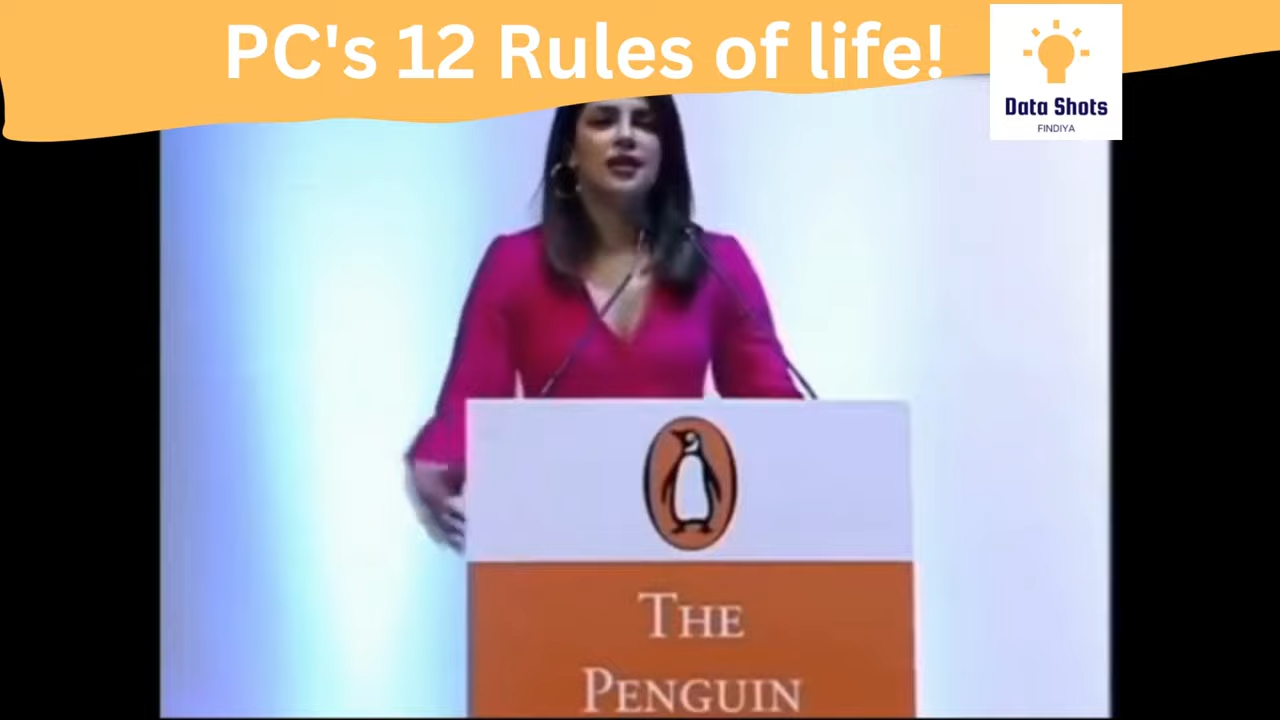 PC's 12 Rules of life!
Data Shots
FINDIYA
THE
PENGUIN